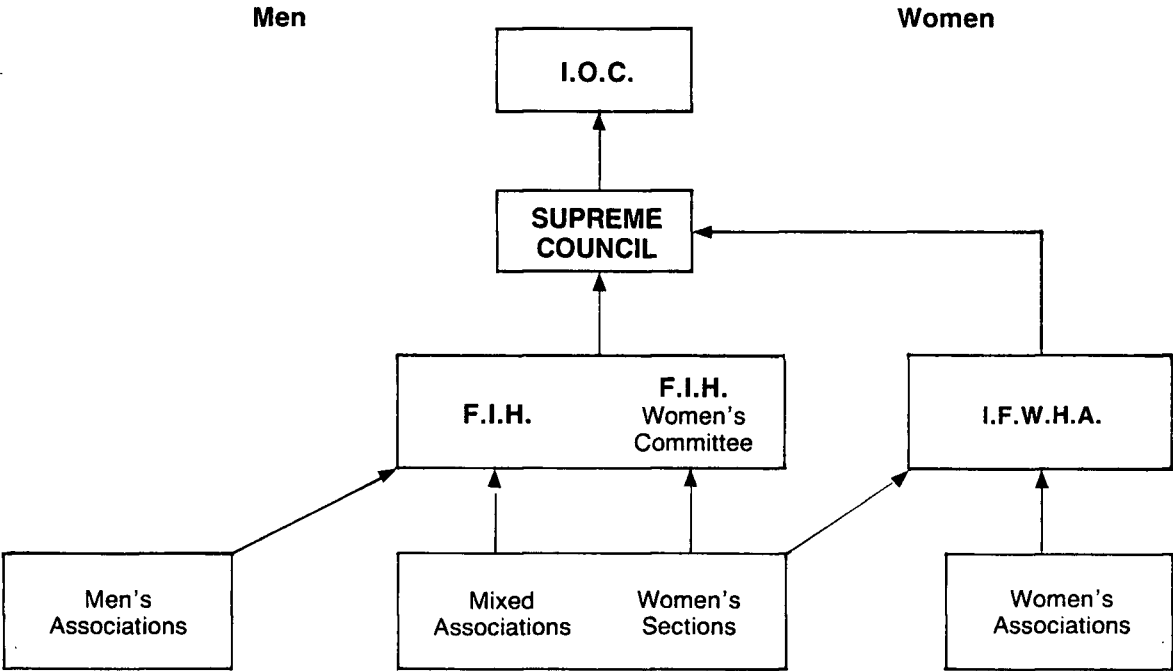 Men
Women
I.O.C.
SUPREME
COUNCIL
F.I.H.
F.I.H.
Women's
Committee
I.F.W.H.A.
Men's
Associations
Mixed
Associations
Women's
Sections
Women's
Associations